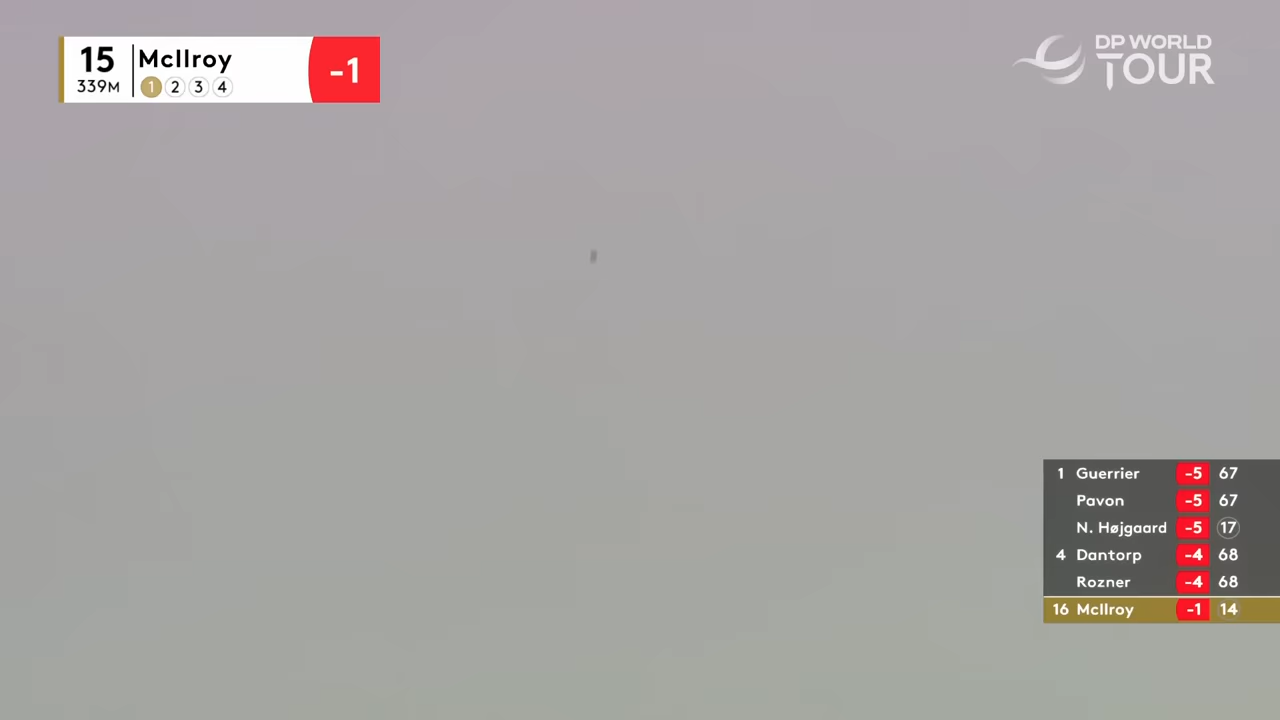 15 McIlroy -1
339M 1 2 3 4
DP WORLD
TOUR
1 Guerrier -5 67
Pavon -5 67
N. Højgaard -5 17
4 Dantorp -4 68
Rozner -4 68
16 McIlroy -1 14